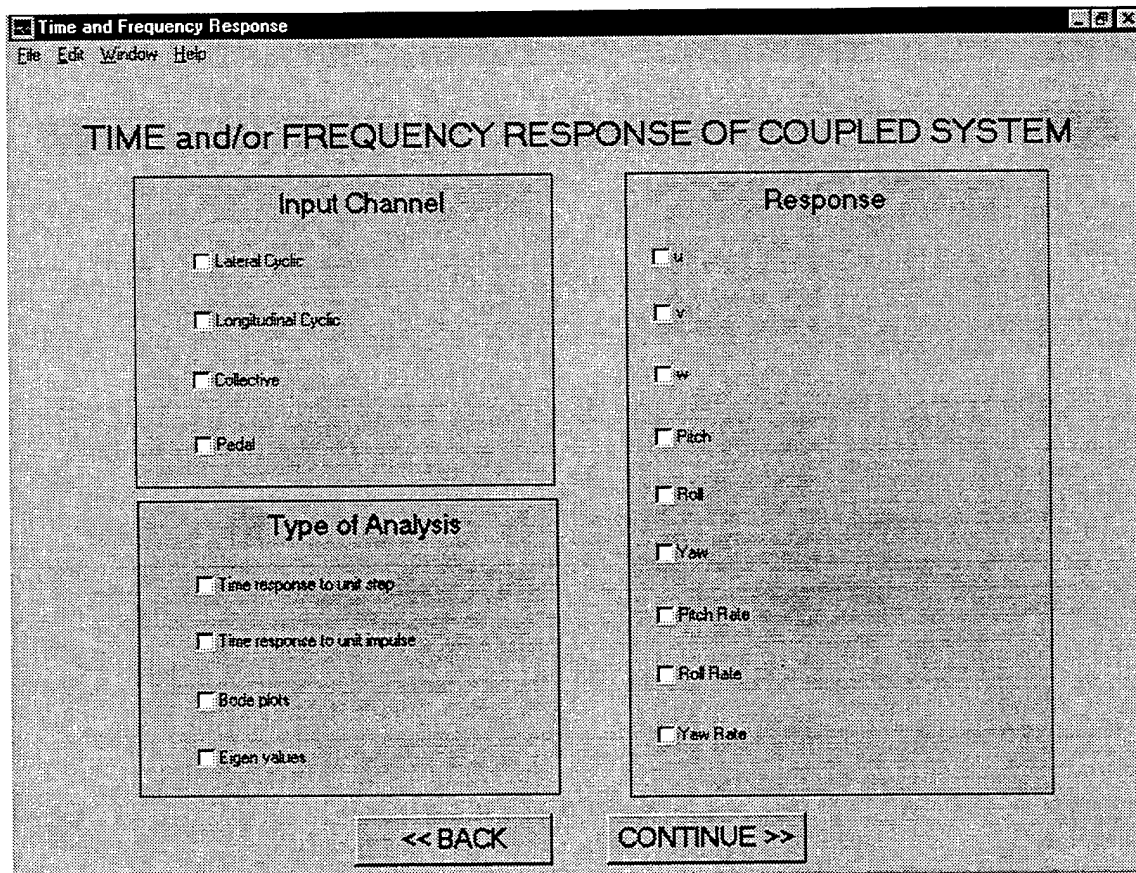 Time and Frequency Response
File Edit Window Help
TIME and/or FREQUENCY RESPONSE OF COUPLED SYSTEM
Input Channel
Lateral Cyclic
Longitudinal Cyclic
Collective
Pedal
Type of Analysis
Time response to unit step
Time response to unit impulse
Bode plots
Eigen values
Response
u
v
w
Pitch
Roll
Yaw
Pitch Rate
Roll Rate
Yaw Rate
<< BACK
CONTINUE >>